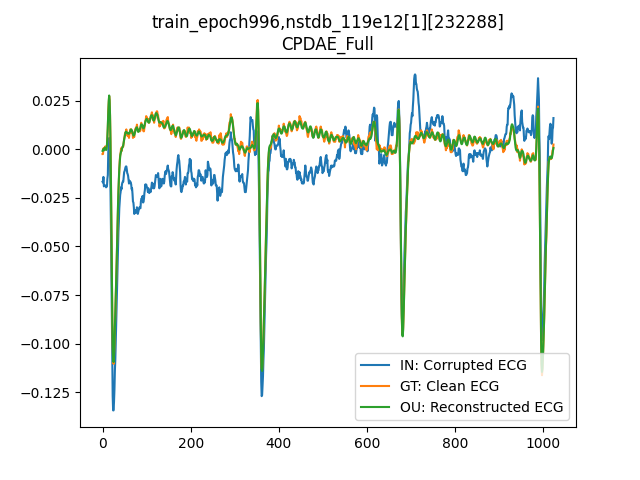 train_epoch996,nstdb_119e12[1][232288]
CPDAE_Full
0.025
0.000
−0.025
−0.050
−0.075
−0.100
−0.125
0
200
400
600
800
1000
IN: Corrupted ECG
GT: Clean ECG
OU: Reconstructed ECG